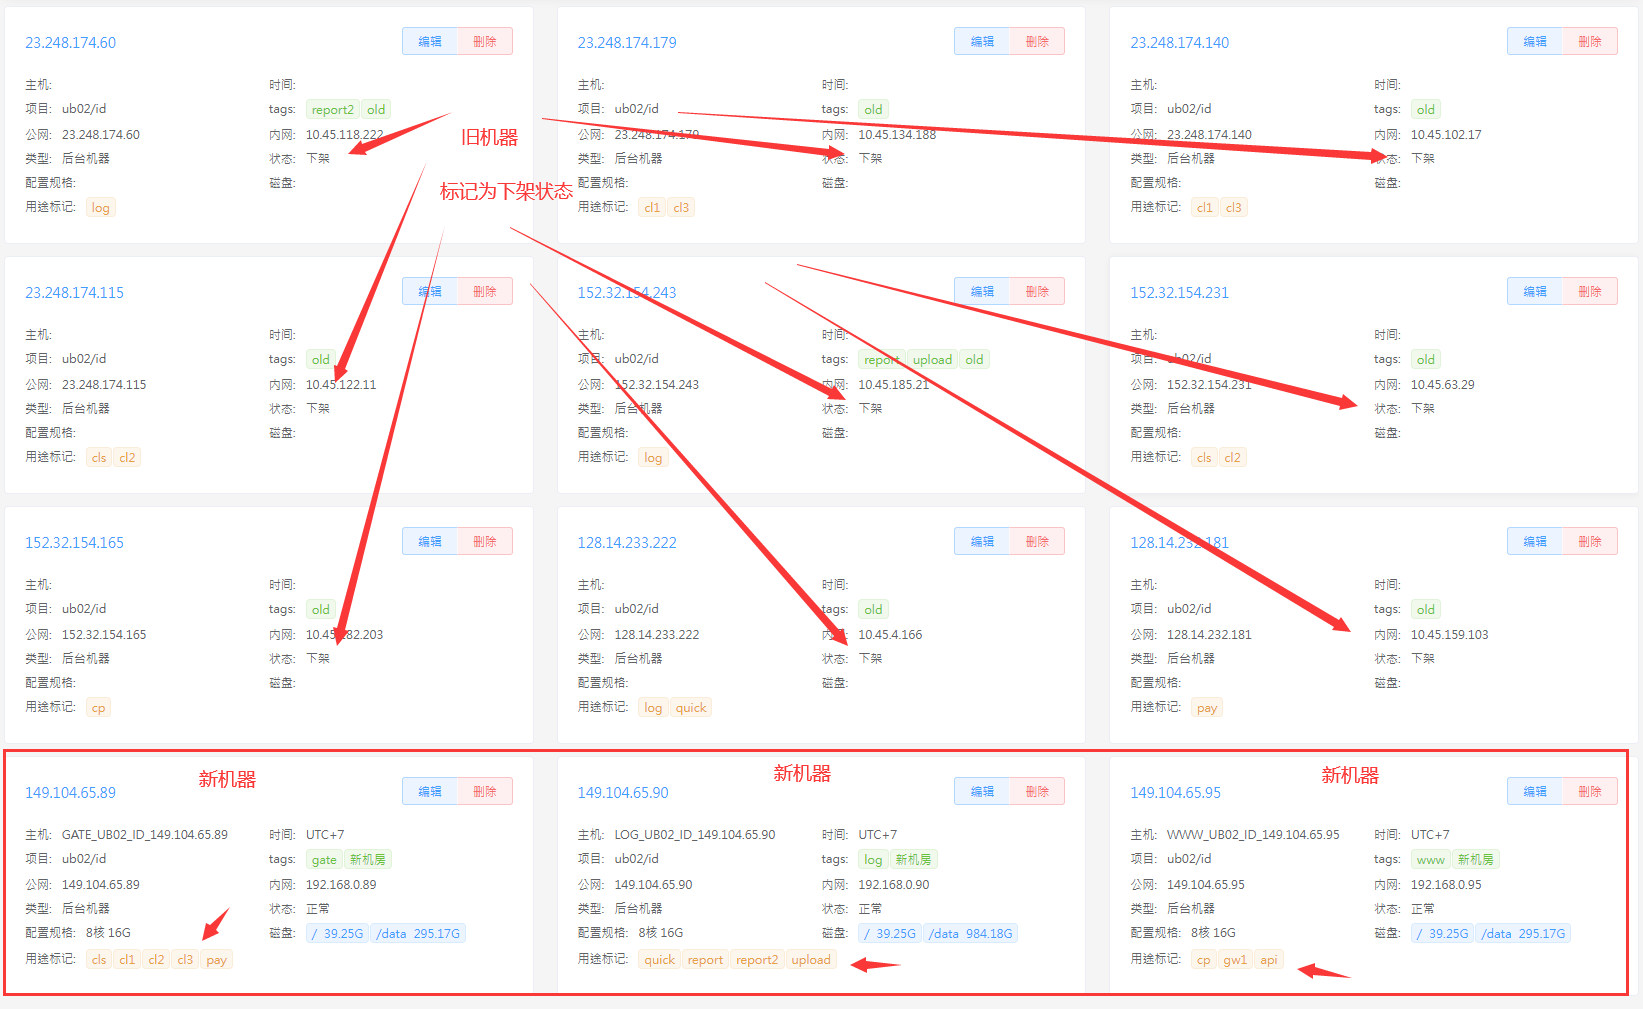 23.248.174.60 编辑 删除
主机: 时间:
项目: ub02/id tags: report2 old
公网: 23.248.174.60 内网: 10.45.118.222
类型: 后台机器 状态: 下架
配置规格: 磁盘:
用途标记: log
23.248.174.179 编辑 删除
主机: 时间:
项目: ub02/id tags: old
公网: 23.248.174.179 内网: 10.45.134.188
类型: 后台机器 状态: 下架
配置规格: 磁盘:
用途标记: cl1 cl3
23.248.174.140 编辑 删除
主机: 时间:
项目: ub02/id tags: old
公网: 23.248.174.140 内网: 10.45.102.17
类型: 后台机器 状态: 下架
配置规格: 磁盘:
用途标记: cl1 cl3
旧机器
标记为下架状态
23.248.174.115 编辑 删除
主机: 时间:
项目: ub02/id tags: old
公网: 23.248.174.115 内网: 10.45.122.11
类型: 后台机器 状态: 下架
配置规格: 磁盘:
用途标记: cls cl2
152.32.154.243 编辑 删除
主机: 时间:
项目: ub02/id tags: report upload old
公网: 152.32.154.243 内网: 10.45.185.21
类型: 后台机器 状态: 下架
配置规格: 磁盘:
用途标记: log
152.32.154.231 编辑 删除
主机: 时间:
项目: ub02/id tags: old
公网: 152.32.154.231 内网: 10.45.63.29
类型: 后台机器 状态: 下架
配置规格: 磁盘:
用途标记: cls cl2
152.32.154.165 编辑 删除
主机: 时间:
项目: ub02/id tags: old
公网: 152.32.154.165 内网:
类型: 后台机器 状态: 下架
配置规格: 磁盘:
用途标记: cp
128.14.233.222 编辑 删除
主机: 时间:
项目: ub02/id tags: old
公网: 128.14.233.222 内网: 10.45.4.166
类型: 后台机器 状态: 下架
配置规格: 磁盘:
用途标记: log quick
128.14.232.181 编辑 删除
主机: 时间:
项目: ub02/id tags: old
公网: 128.14.232.181 内网: 10.45.159.103
类型: 后台机器 状态: 下架
配置规格: 磁盘:
用途标记: pay
新机器
149.104.65.89 编辑 删除
主机: GATE_UB02_ID_149.104.65.89 时间: UTC+7
项目: ub02/id tags: gate 新机房
公网: 149.104.65.89 内网: 192.168.0.89
类型: 后台机器 状态: 正常
配置规格: 8核 16G 磁盘: / 39.25G /data 295.17G
用途标记: cls cl1 cl2 cl3 pay
新机器
149.104.65.90 编辑 删除
主机: LOG_UB02_ID_149.104.65.90 时间: UTC+7
项目: ub02/id tags: log 新机房
公网: 149.104.65.90 内网: 192.168.0.90
类型: 后台机器 状态: 正常
配置规格: 8核 16G 磁盘: / 39.25G /data 984.18G
用途标记: quick report report2 upload
新机器
149.104.65.95 编辑 删除
主机: WWW_UB02_ID_149.104.65.95 时间: UTC+7
项目: ub02/id tags: www 新机房
公网: 149.104.65.95 内网: 192.168.0.95
类型: 后台机器 状态: 正常
配置规格: 8核 16G 磁盘: / 39.25G /data 295.17G
用途标记: cp gw1 api